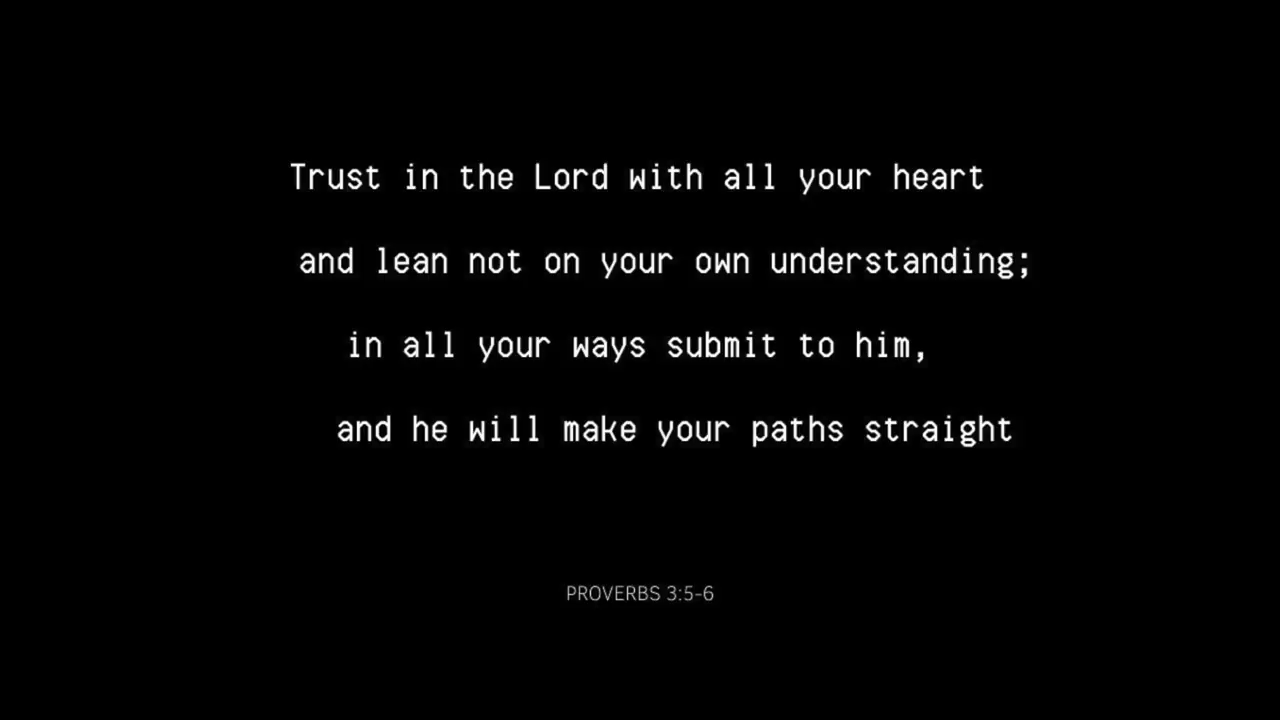 Trust in the Lord with all your heart
and lean not on your own understanding;
in all your ways submit to him,
and he will make your paths straight
PROVERBS 3:5-6